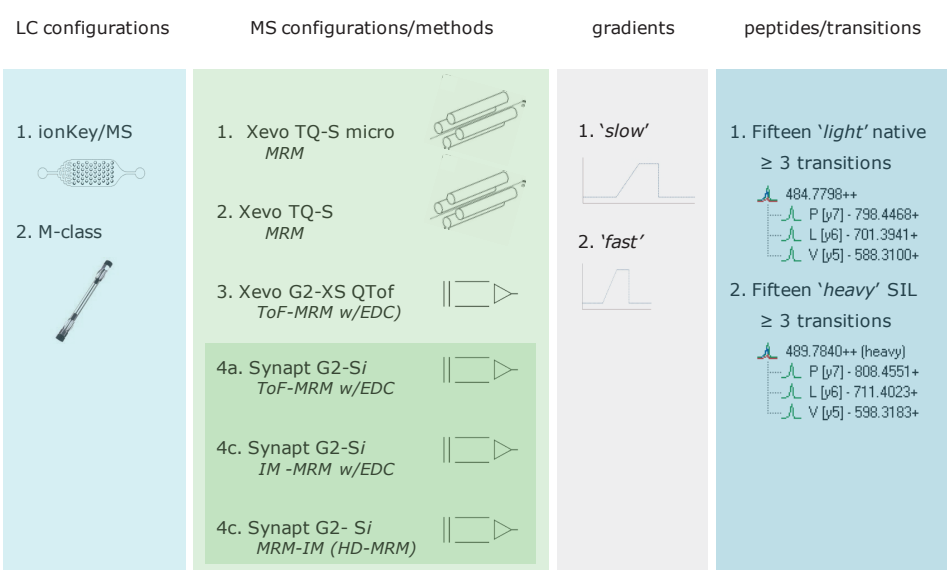 LC configurations
MS configurations/methods
gradients
peptides/transitions
1. ionKey/MS
2. M-class
1. Xevo TQ-S micro
MRM
2. Xevo TQ-S
MRM
3. Xevo G2-XS QTof
ToF-MRM w/EDC)
4a. Synapt G2-Si
ToF-MRM w/EDC
4c. Synapt G2-Si
IM -MRM w/EDC
4c. Synapt G2- Si
MRM-IM (HD-MRM)
1. ‘slow’
2. ‘fast’
1. Fifteen ‘light’ native
≥ 3 transitions
484.7798++
P [y7] - 798.4468+
L [y6] - 701.3941+
V [y5] - 588.3100+
2. Fifteen ‘heavy’ SIL
≥ 3 transitions
489.7840++ (heavy)
P [y7] - 808.4551+
L [y6] - 711.4023+
V [y5] - 598.3183+